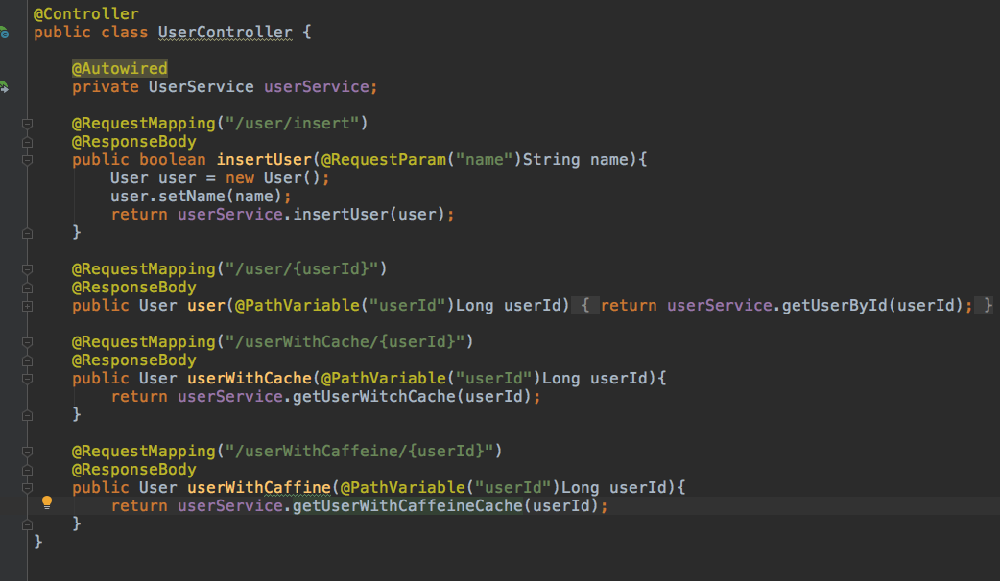 @Controller
public class UserController {
@Autowired
private UserService userService;
@RequestMapping("/user/insert")
@ResponseBody
public boolean insertUser(@RequestParam("name")String name){
User user = new User();
user.setName(name);
return userService.insertUser(user);
}
@RequestMapping("/user/{userId}")
@ResponseBody
public User user(@PathVariable("userId")Long userId) { return userService.getUserById(userId); }
@RequestMapping("/userWithCache/{userId}")
@ResponseBody
public User userWithCache(@PathVariable("userId")Long userId){
return userService.getUserWitchCache(userId);
}
@RequestMapping("/userWithCaffeine/{userId}")
@ResponseBody
public User userWithCaffine(@PathVariable("userId")Long userId){
return userService.getUserWithCaffeineCache(userId);
}
}